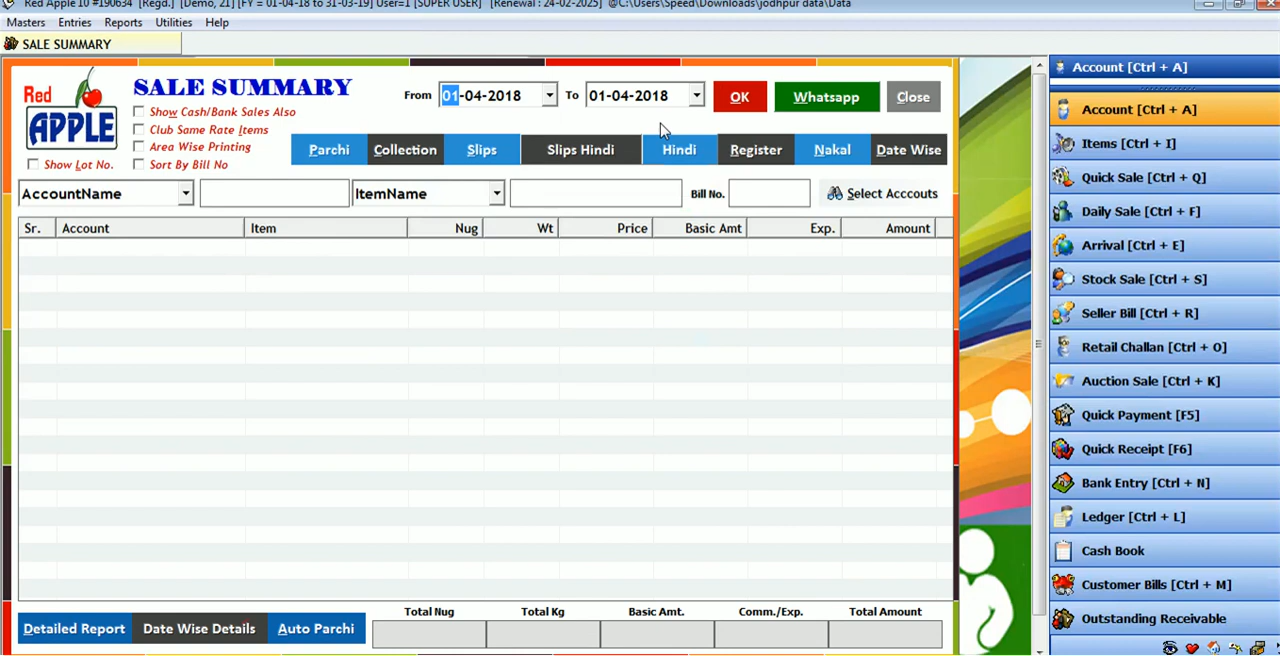 Red Apple 10 #190634 [Regd.] [Demo, 21] [FY = 01-04-18 to 31-03-19] User=1 [SUPER USER] [Renewal : 24-02-2025] @C:\Users\Speed\Downloads\jodhpur data\Data
Masters Entries Reports Utilities Help
SALE SUMMARY
Account [Ctrl + A]
Red
APPLE
SALE SUMMARY
From 01-04-2018 To 01-04-2018 OK Whatsapp Close
Show Cash/Bank Sales Also
Club Same Rate Items
Area Wise Printing
Show Lot No. Sort By Bill No
Parchi Collection Slips Slips Hindi Hindi Register Nakal Date Wise
AccountName ItemName Bill No. Select Acccouts
Sr. Account Item Nug Wt Price Basic Amt Exp. Amount
Account [Ctrl + A]
Items [Ctrl + I]
Quick Sale [Ctrl + Q]
Daily Sale [Ctrl + F]
Arrival [Ctrl + E]
Stock Sale [Ctrl + S]
Seller Bill [Ctrl + R]
Retail Challan [Ctrl + O]
Auction Sale [Ctrl + K]
Quick Payment [F5]
Quick Receipt [F6]
Bank Entry [Ctrl + N]
Ledger [Ctrl + L]
Cash Book
Customer Bills [Ctrl + M]
Outstanding Receivable
Detailed Report Date Wise Details Auto Parchi
Total Nug Total Kg Basic Amt. Comm./Exp. Total Amount